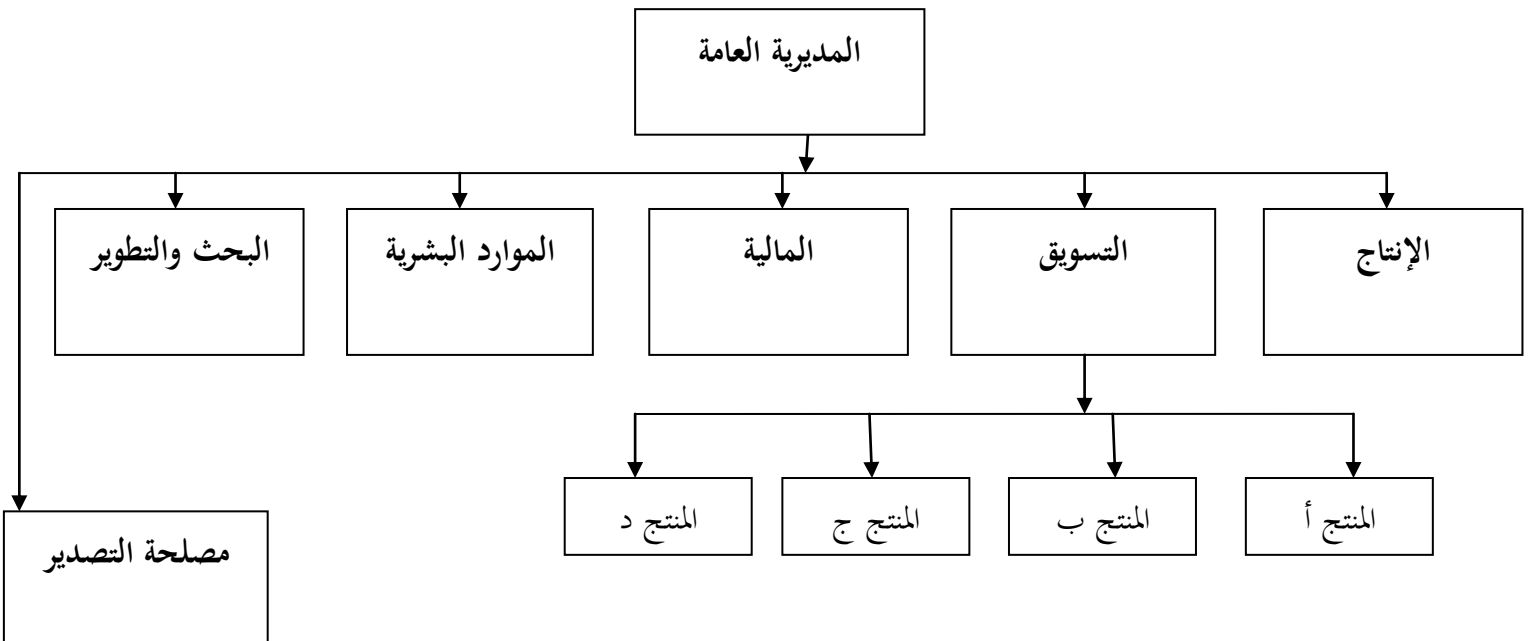 المديرية العامة
الإنتاج
التسويق
المالية
الموارد البشرية
البحث والتطوير
المنتج أ
المنتج ب
المنتج ج
المنتج د
مصلحة التصدير